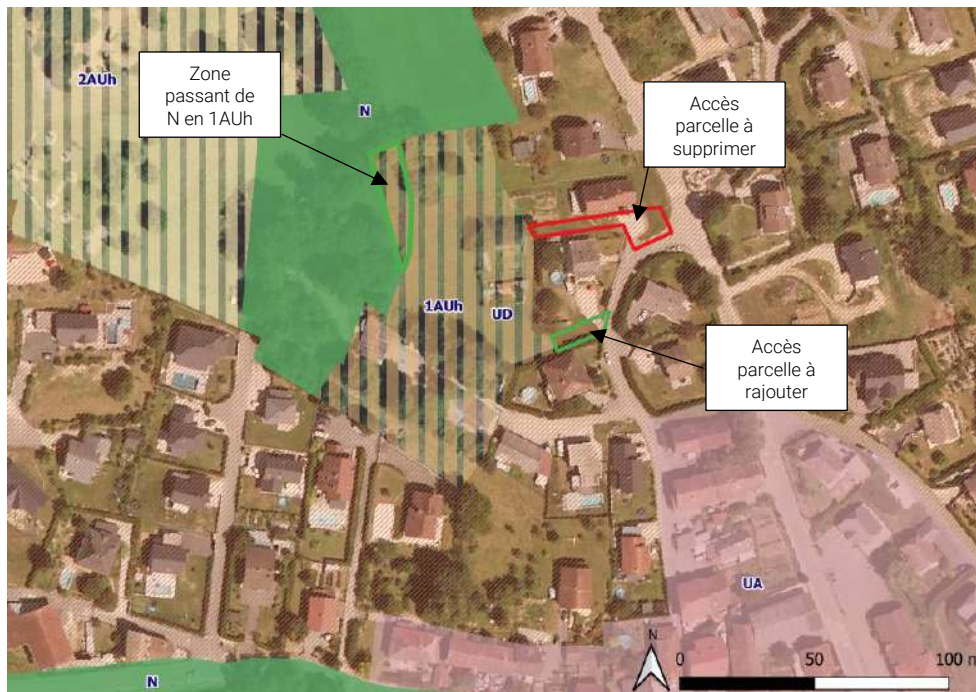 2AUh
Zone
passant de
N en 1AUh
N
Accès
parcelle à
supprimer
1AUh
UD
Accès
parcelle à
rajouter
UA
N
N
0 50 100 m